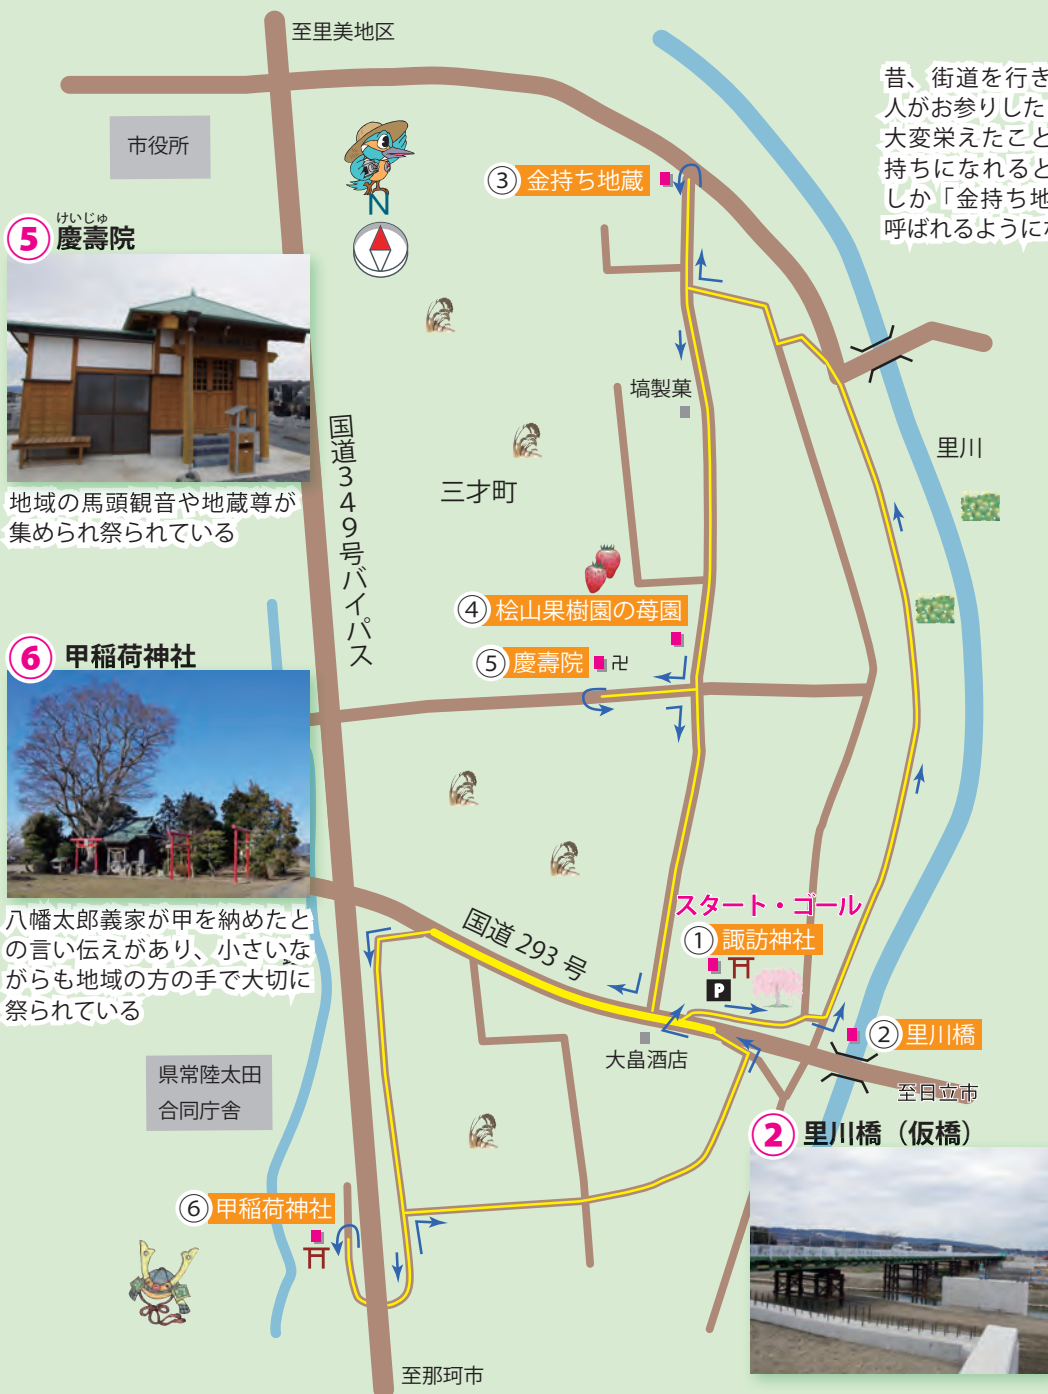 至里美地区
市役所
N
③ 金持ち地蔵
昔、街道を行き
人がお参りした
大変栄えたこと
持ちになれると
しか「金持ち地
呼ばれるように
けいじゅ
5 慶壽院
地域の馬頭観音や地蔵尊が
集められ祭られている
国道349号バイパス
塙製菓
三才町
里川
④ 桧山果樹園の苺園
⑤ 慶壽院 卍
6 甲稲荷神社
八幡太郎義家が甲を納めたと
の言い伝えがあり、小さいな
がらも地域の方の手で大切に
祭られている
国道 293 号
スタート・ゴール
① 諏訪神社
P
大畠酒店
② 里川橋
至日立市
県常陸太田
合同庁舎
2 里川橋（仮橋）
⑥ 甲稲荷神社
至那珂市